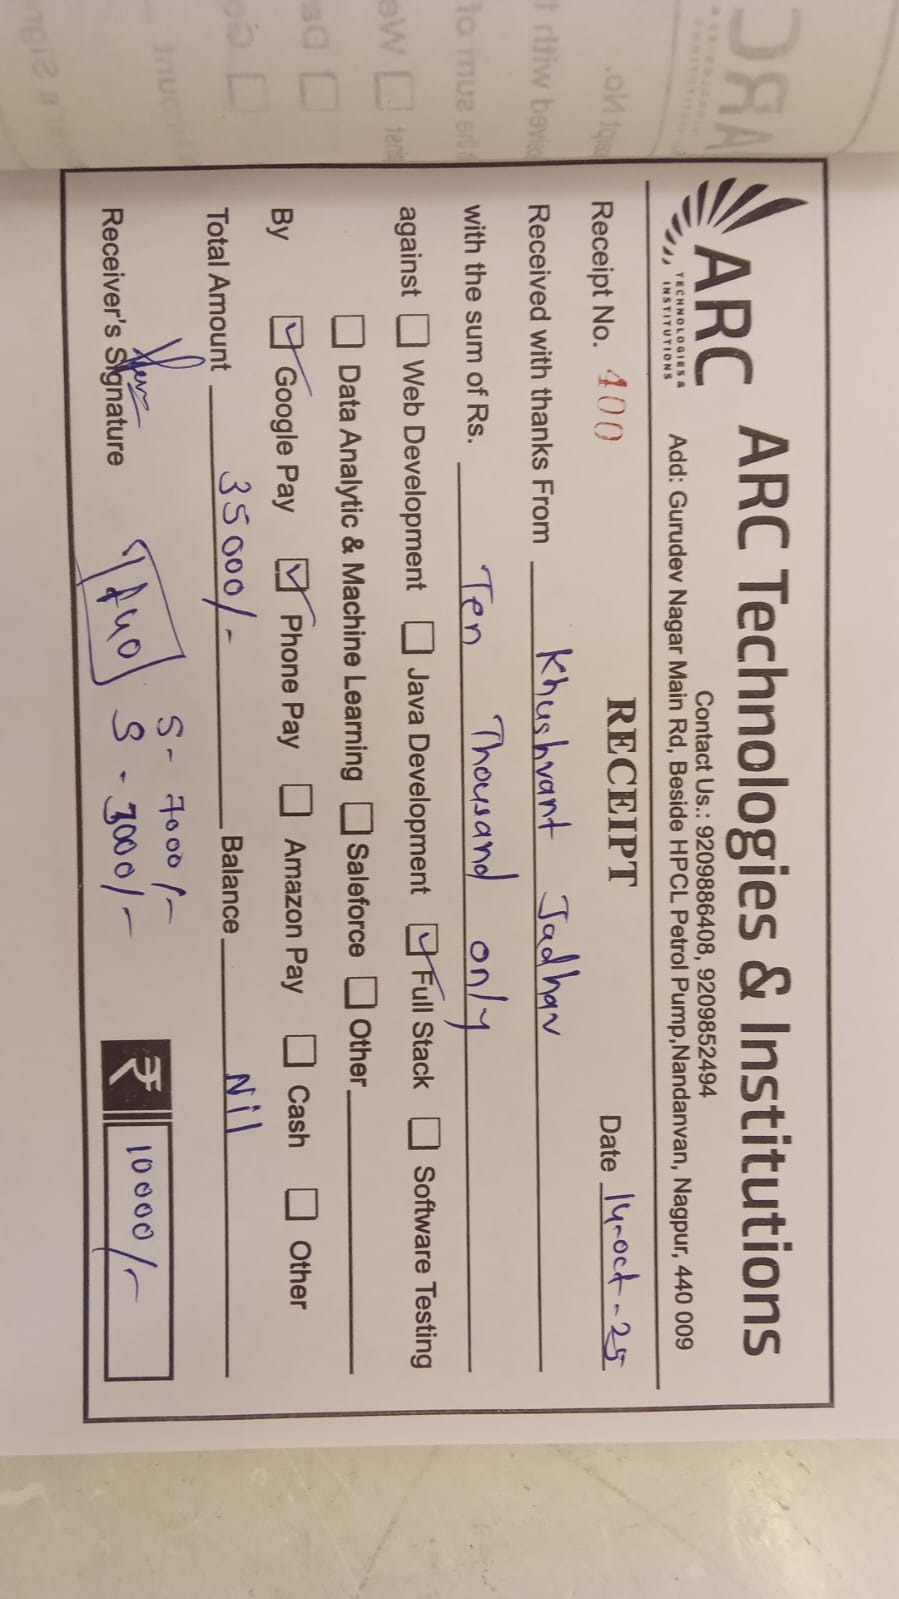 ARC
TECHNOLOGIES &
INSTITUTIONS
ARC Technologies & Institutions
Contact Us.: 9209886408, 9209852494
Add: Gurudev Nagar Main Rd, Beside HPCL Petrol Pump,Nandanvan, Nagpur, 440 009
Receipt No. 400 RECEIPT Date 14-oct-25
Received with thanks From Khushvant Jadhav
with the sum of Rs. Ten Thousand only
against Web Development Java Development Full Stack Software Testing
Data Analytic & Machine Learning Saleforce Other
By Google Pay Phone Pay Amazon Pay Cash Other
Total Amount 35000/- Balance Nil
S- 7000/-
S - 3000/-
₹ 10000/-
Receiver's Signature